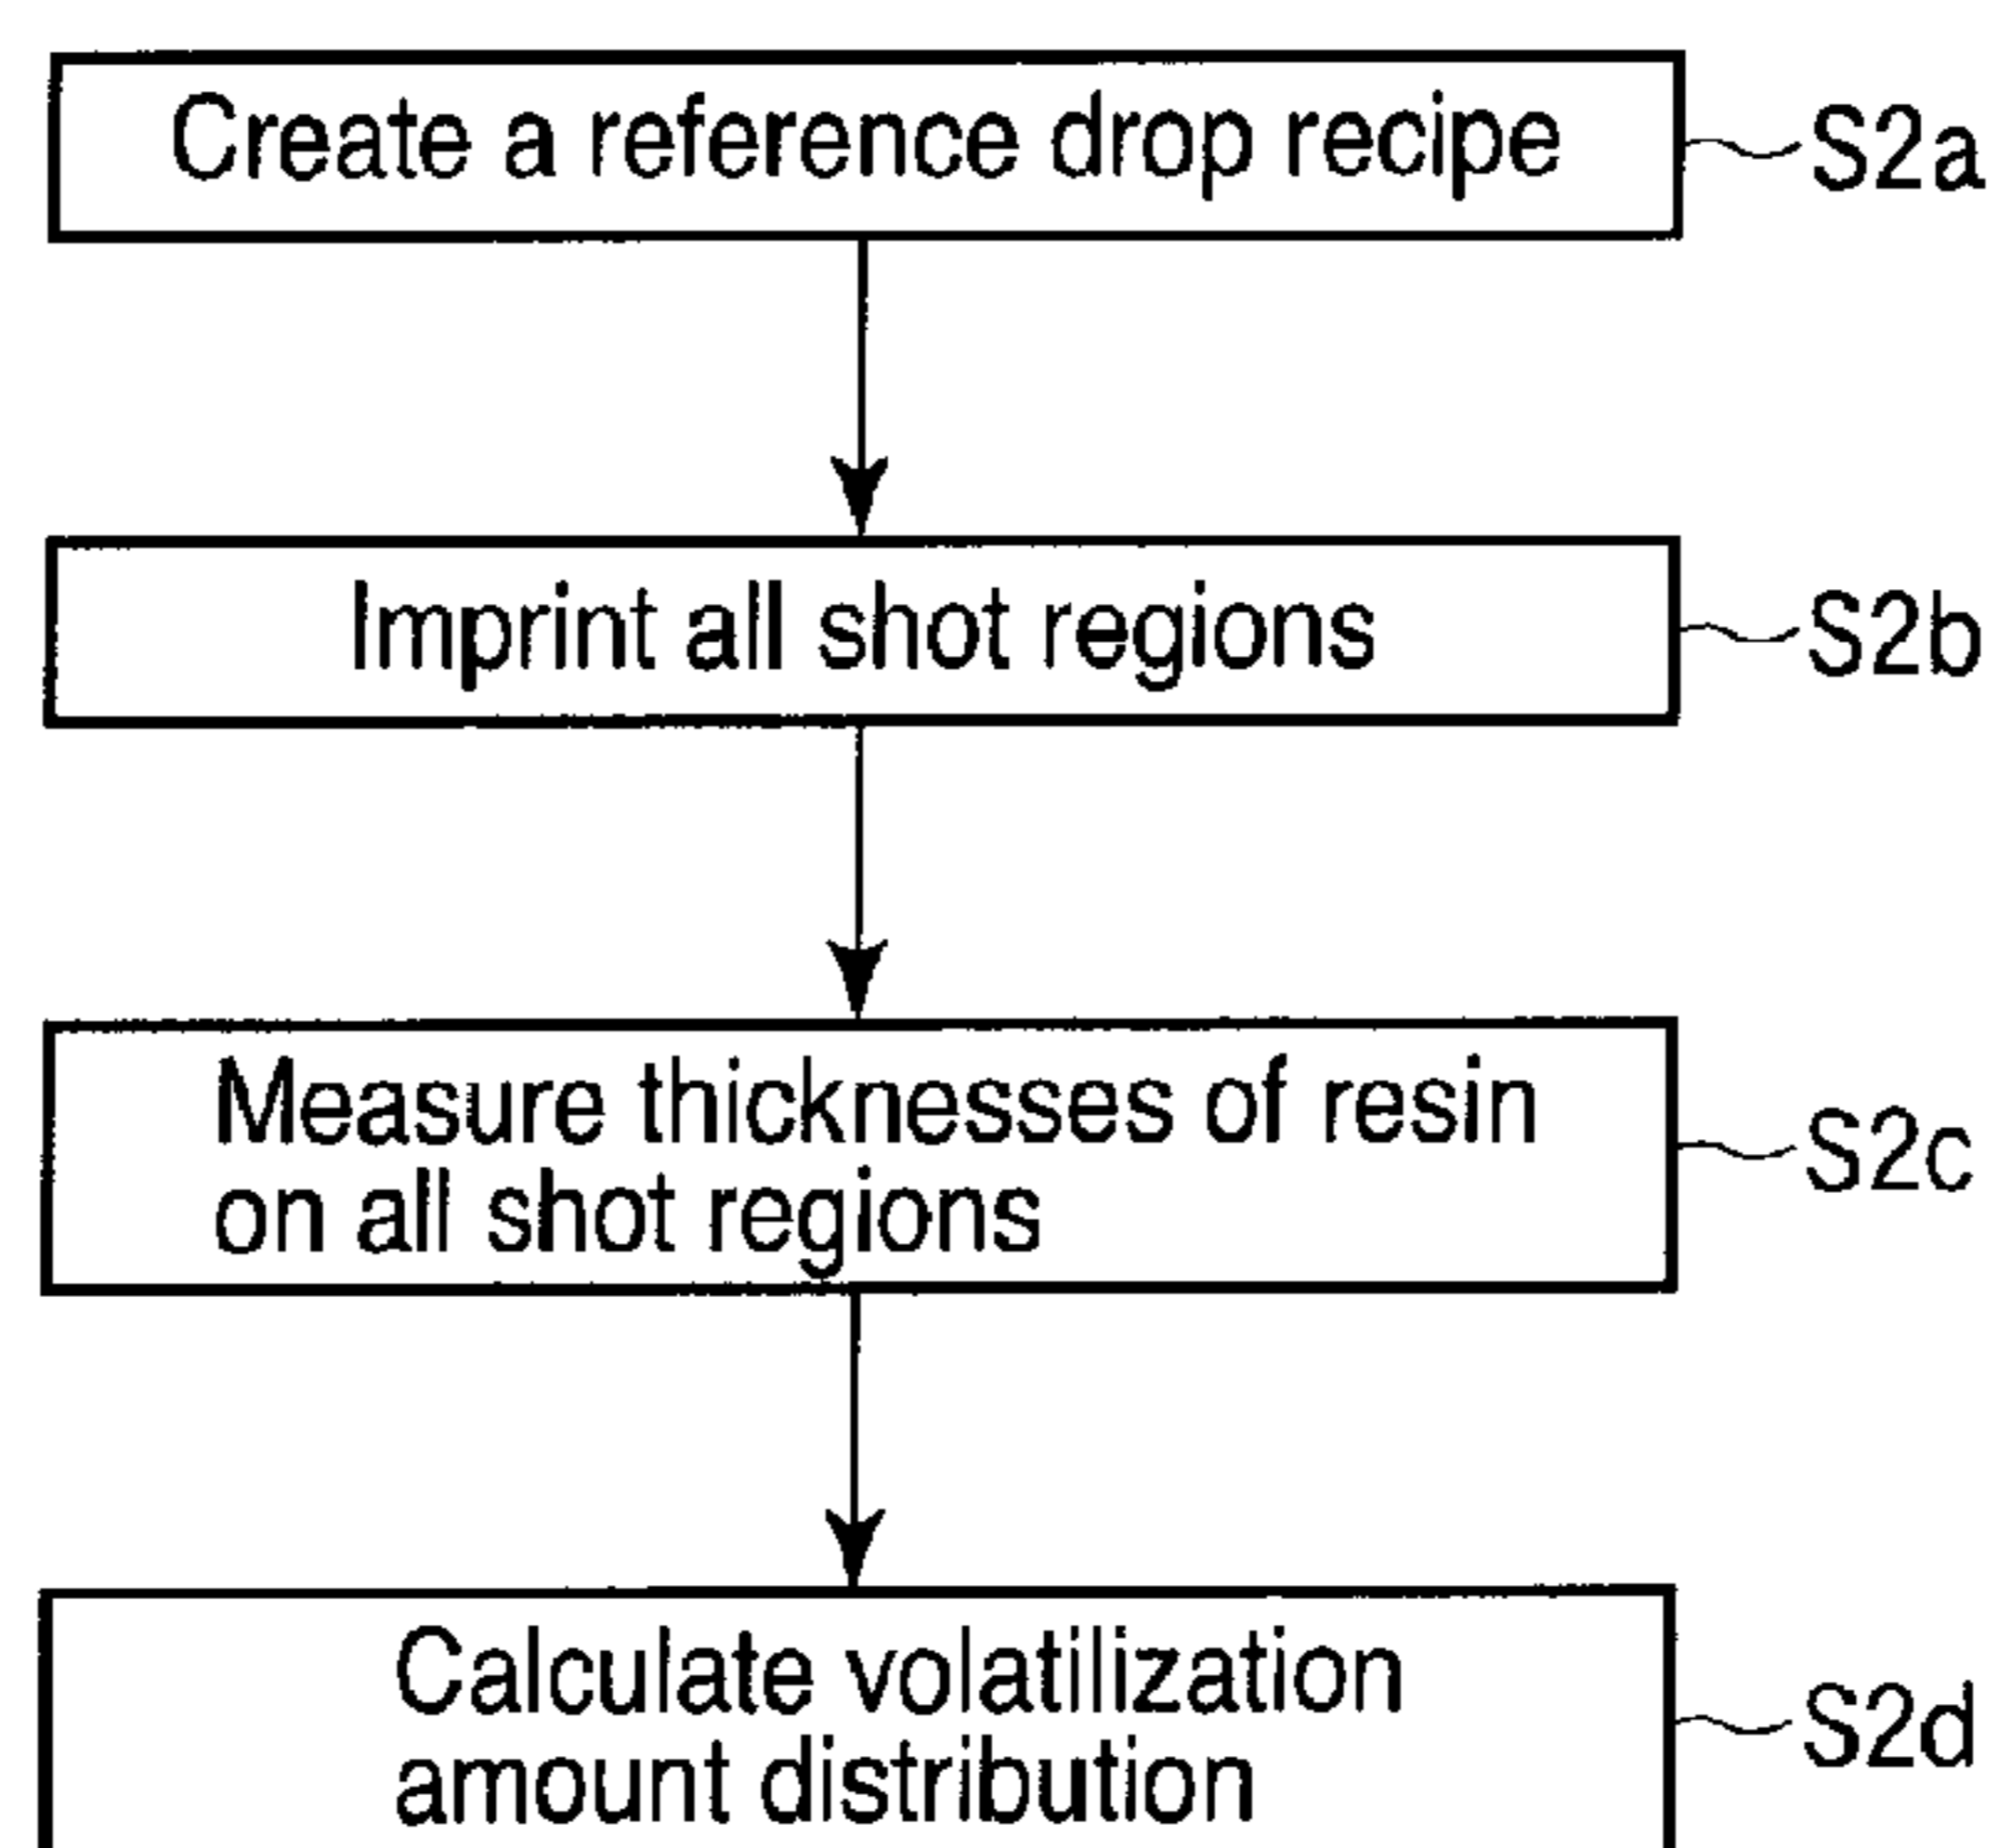 Create a reference drop recipe
S2a
Imprint all shot regions
S2b
Measure thicknesses of resin
on all shot regions
S2c
Calculate volatilization
amount distribution
S2d